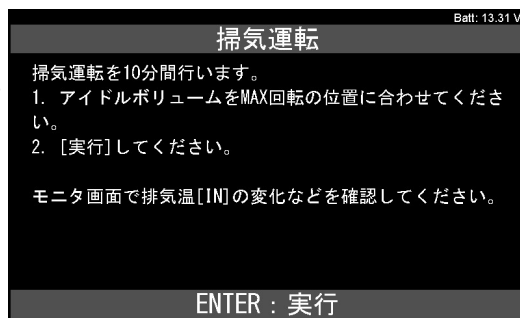 Batt: 13.31 V
掃気運転
掃気運転を10分間行います。
1. アイドルボリュームをMAX回転の位置に合わせてくださ
い。
2. [実行]してください。
モニタ画面で排気温[IN]の変化などを確認してください。
ENTER : 実行